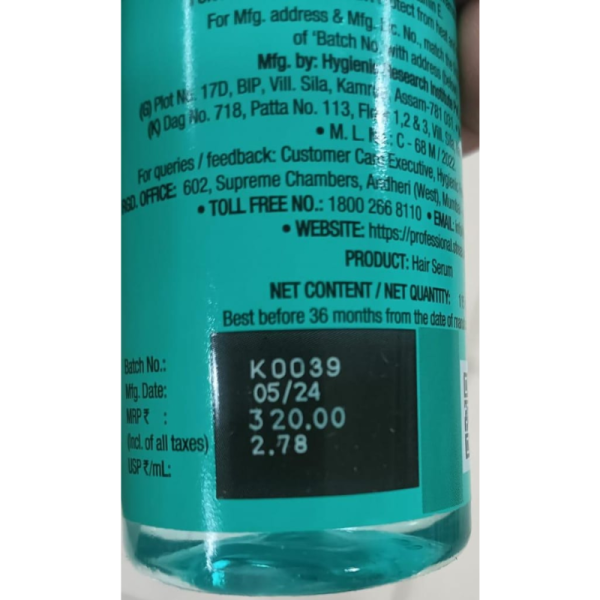 protect from heat
For Mfg. address & Mfg. Lic. No., match the
of 'Batch No. with address
Mfg. by: Hygienic Research Institute
(G) Plot No. 17D, BIP, Vill. Sila, Kamrup, Assam-781
(K) Dag No. 718, Patta No. 113, Floor 1,2 & 3, Vill. Sila
• M. L. No.: C - 68 M / 2022
For queries / feedback: Customer Care Executive, Hygienic
REGD. OFFICE: 602, Supreme Chambers, Andheri (West),
• TOLL FREE NO.: 1800 266 8110 • EMAIL:
• WEBSITE: https://professional.
PRODUCT: Hair Serum
NET CONTENT / NET QUANTITY:
Best before 36 months from the date of
Batch No.: K0039
Mfg. Date: 05/24
MRP ₹ : 320.00
(Incl. of all taxes)
USP ₹/mL: 2.78